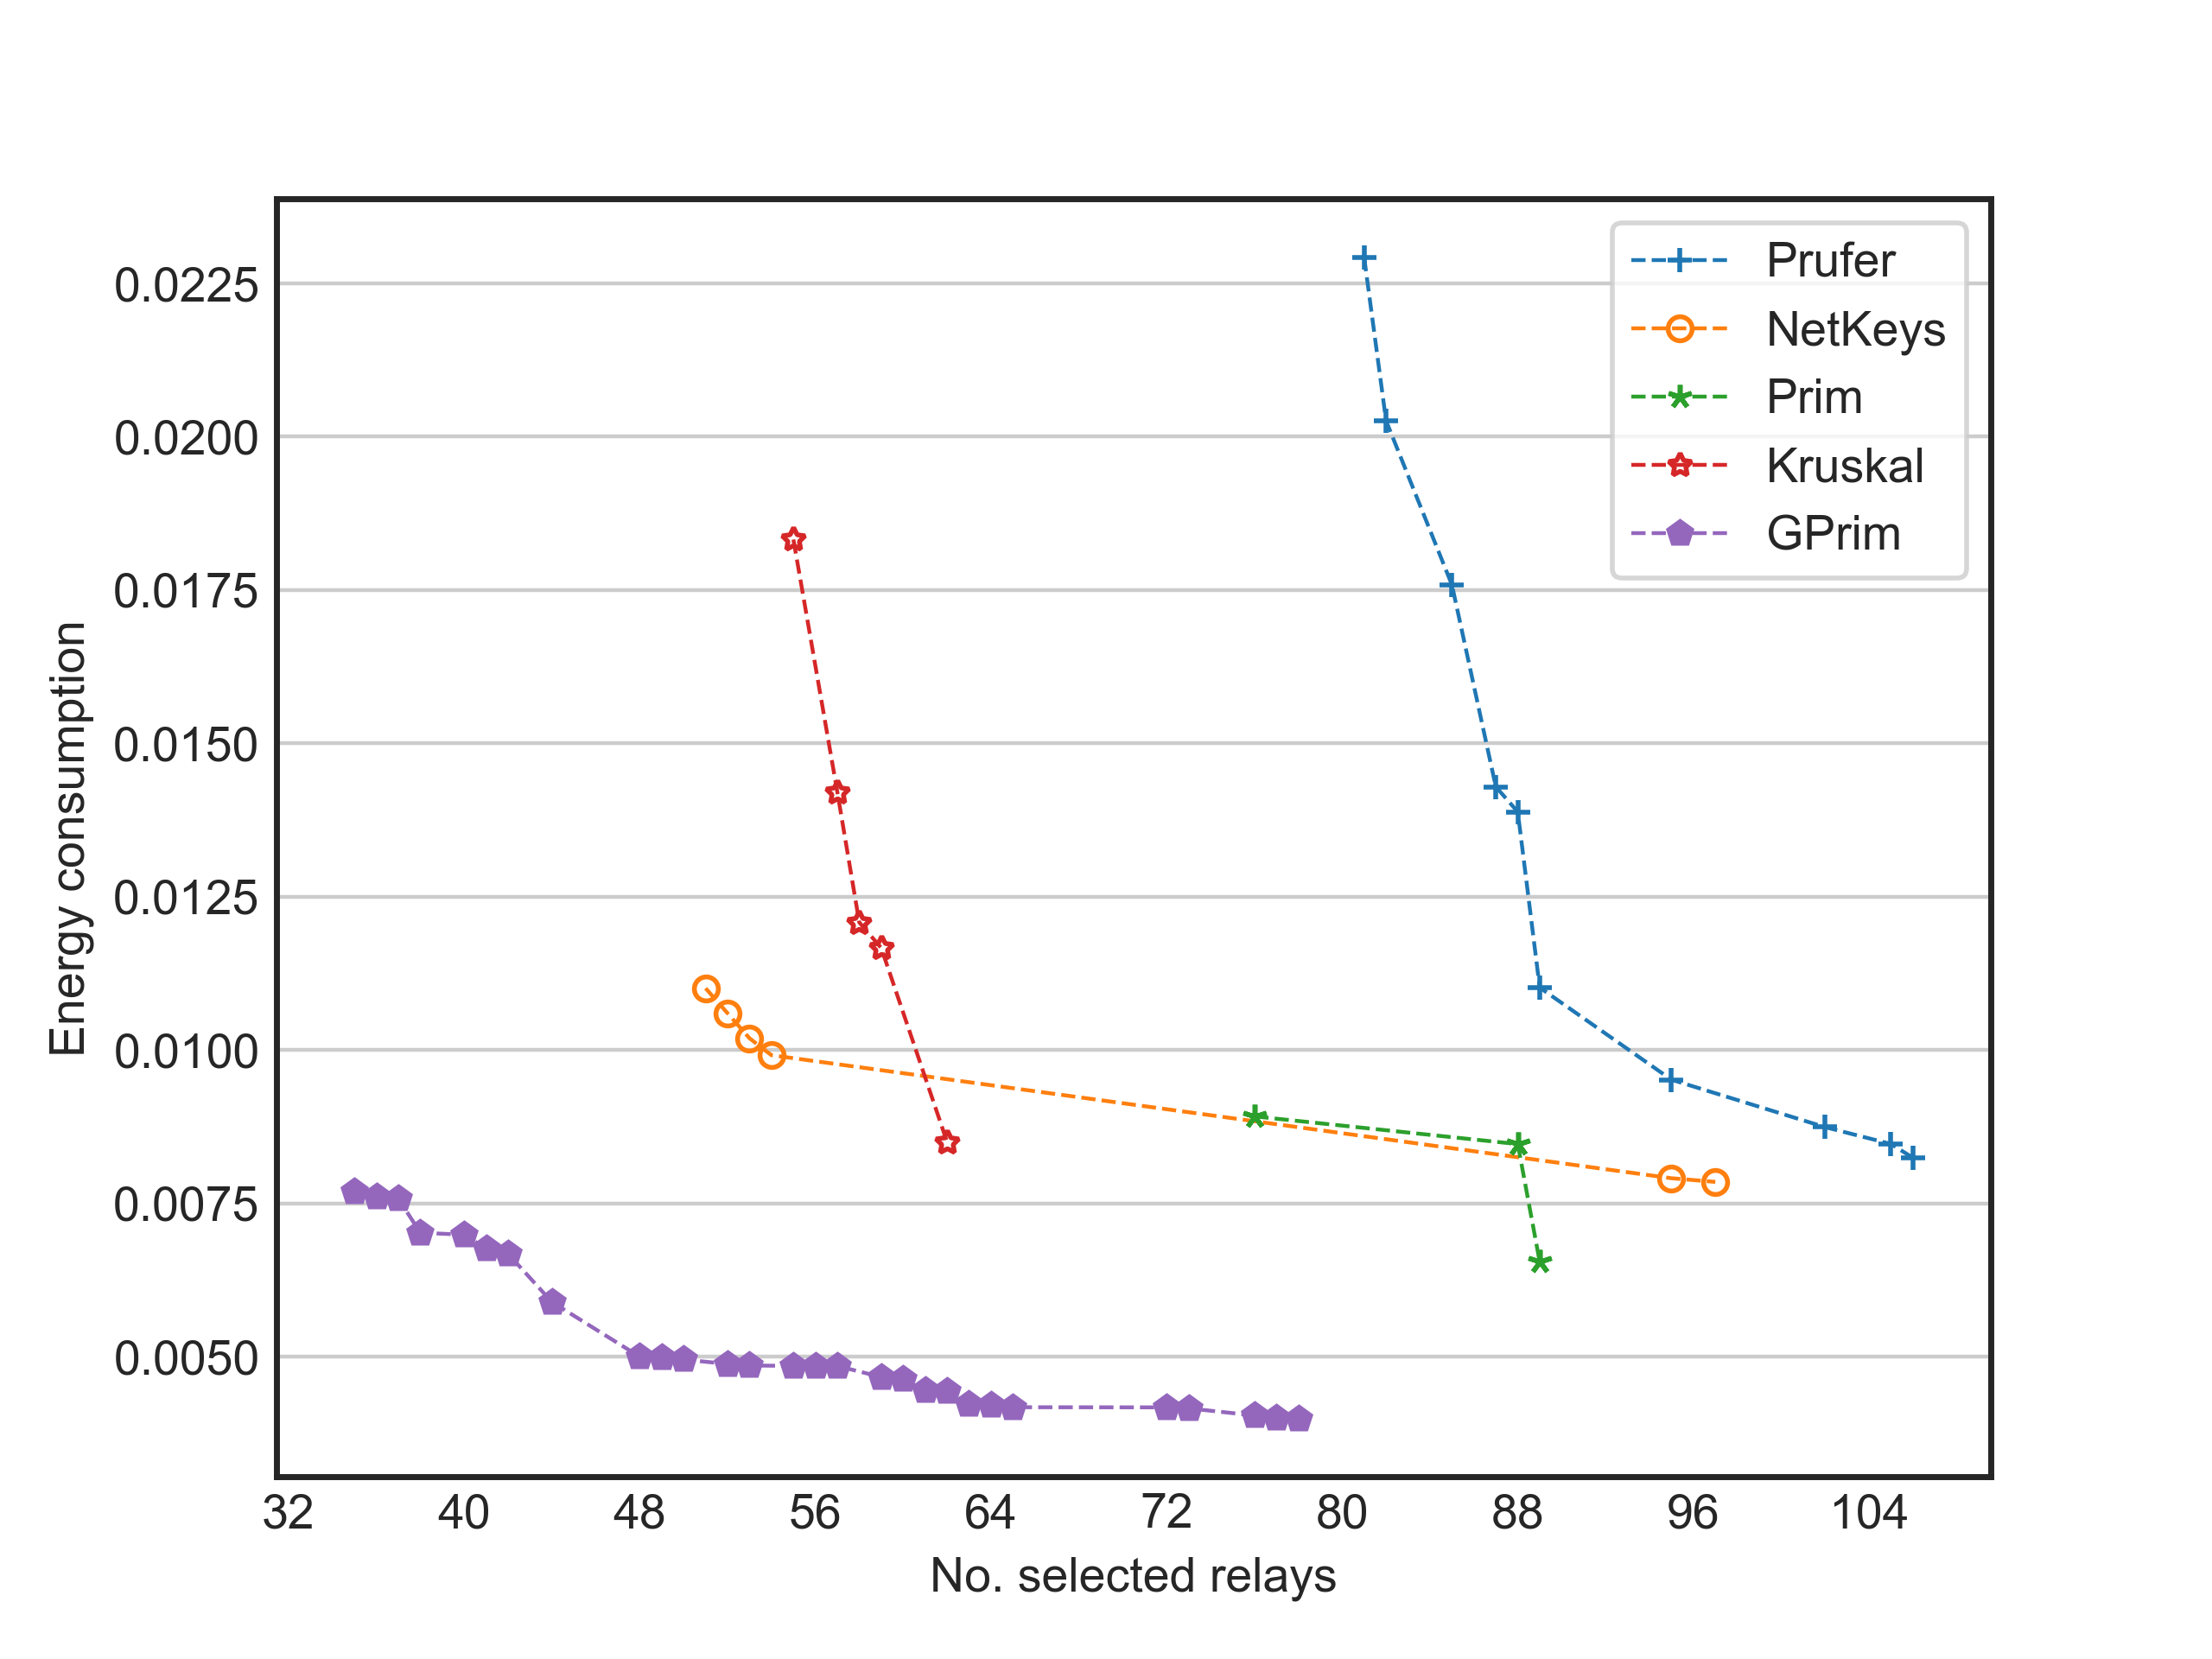 Prufer
NetKeys
Prim
Kruskal
GPrim
0.0225
0.0200
0.0175
0.0150
0.0125
0.0100
0.0075
0.0050
Energy consumption
32 40 48 56 64 72 80 88 96 104
No. selected relays